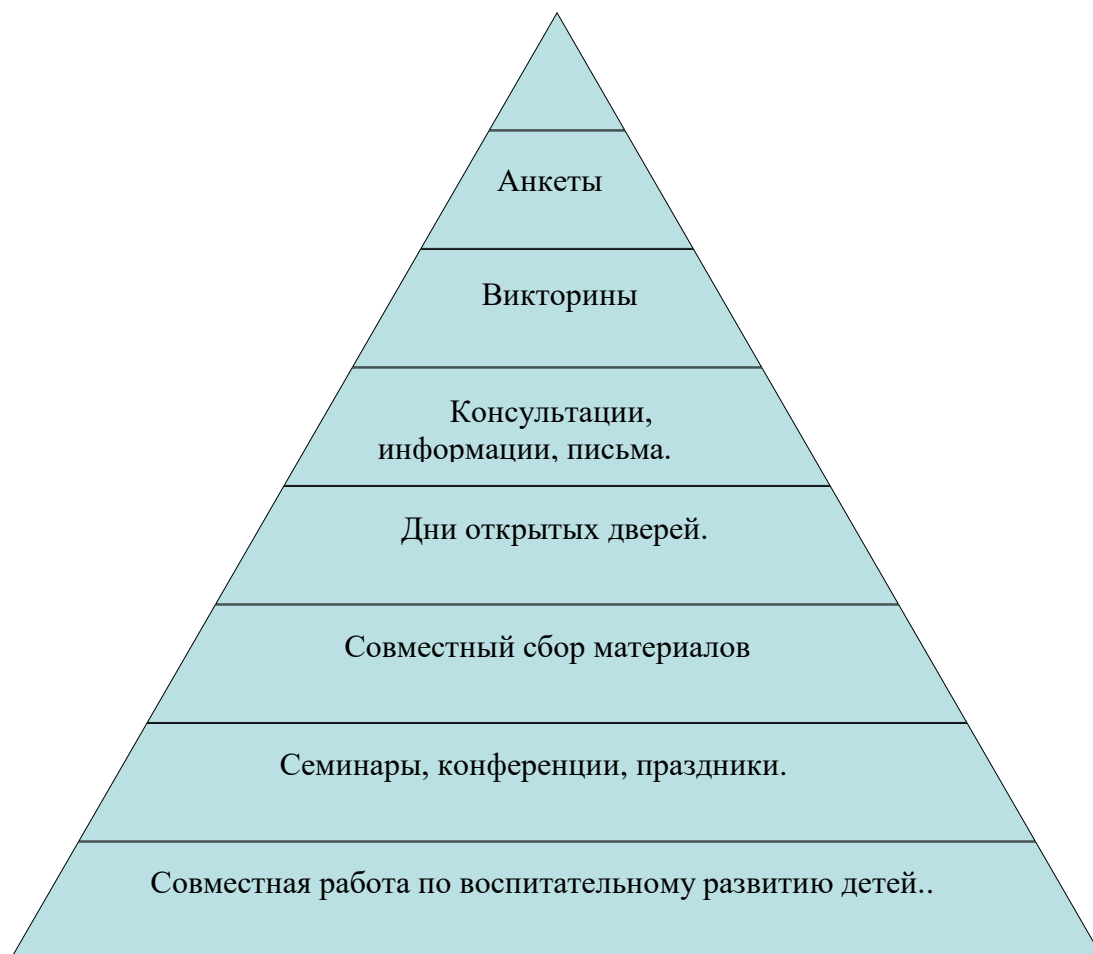 Анкеты
Викторины
Консультации,
информации, письма.
Дни открытых дверей.
Совместный сбор материалов
Семинары, конференции, праздники.
Совместная работа по воспитательному развитию детей..